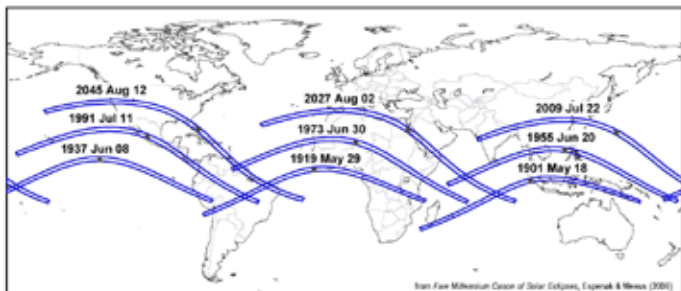 2045 Aug 12
2027 Aug 02
2009 Jul 22
1991 Jul 11
1973 Jun 30
1955 Jun 20
1937 Jun 08
1919 May 29
1901 May 18
from Five Millennium Canon of Solar Eclipses, Espenak & Meeus (2006)